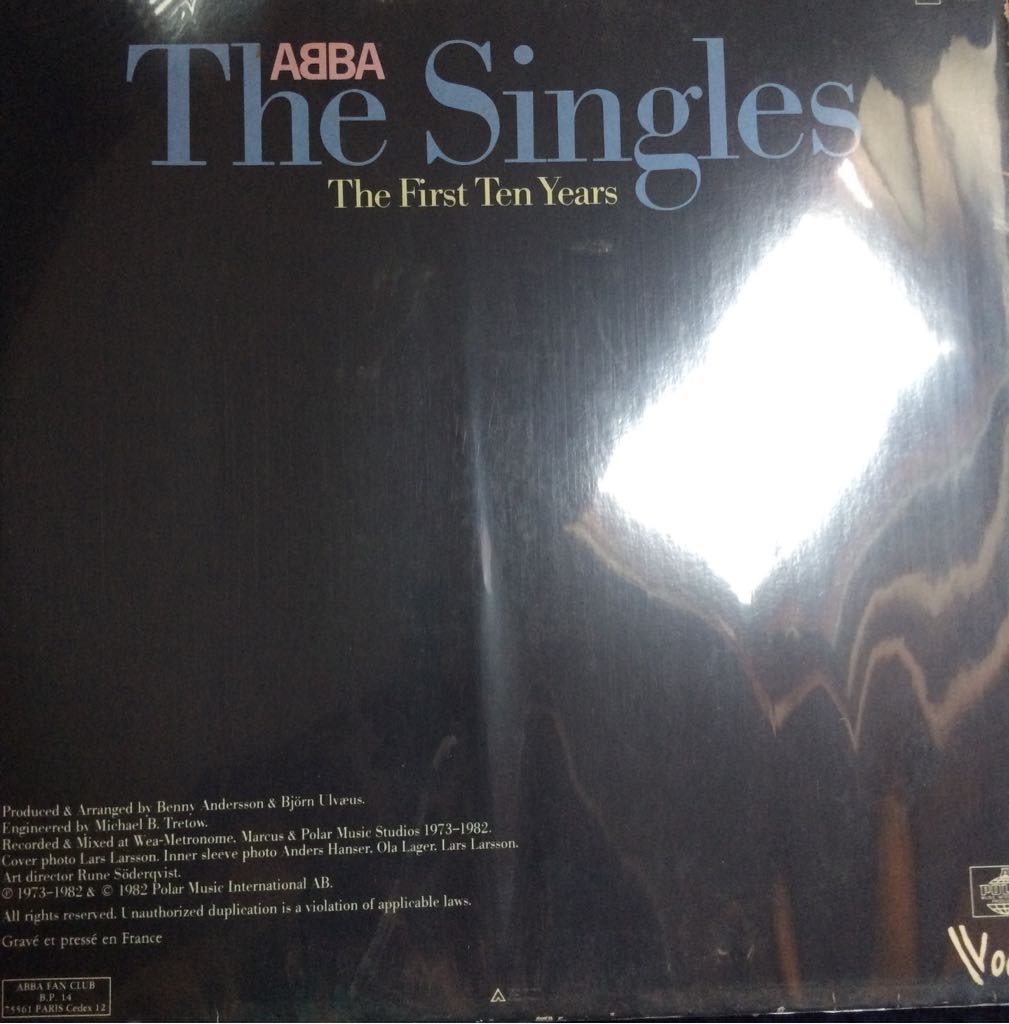 ABBA
The Singles
The First Ten Years
Produced & Arranged by Benny Andersson & Björn Ulvæus.
Engineered by Michael B. Tretow.
Recorded & Mixed at Wea-Metronome, Marcus & Polar Music Studios 1973–1982.
Cover photo Lars Larsson. Inner sleeve photo Anders Hanser, Ola Lager, Lars Larsson.
Art director Rune Söderqvist.
℗ 1973–1982 & © 1982 Polar Music International AB.
All rights reserved. Unauthorized duplication is a violation of applicable laws.
Gravé et pressé en France
ABBA FAN CLUB
B.P. 14
75561 PARIS Cedex 12